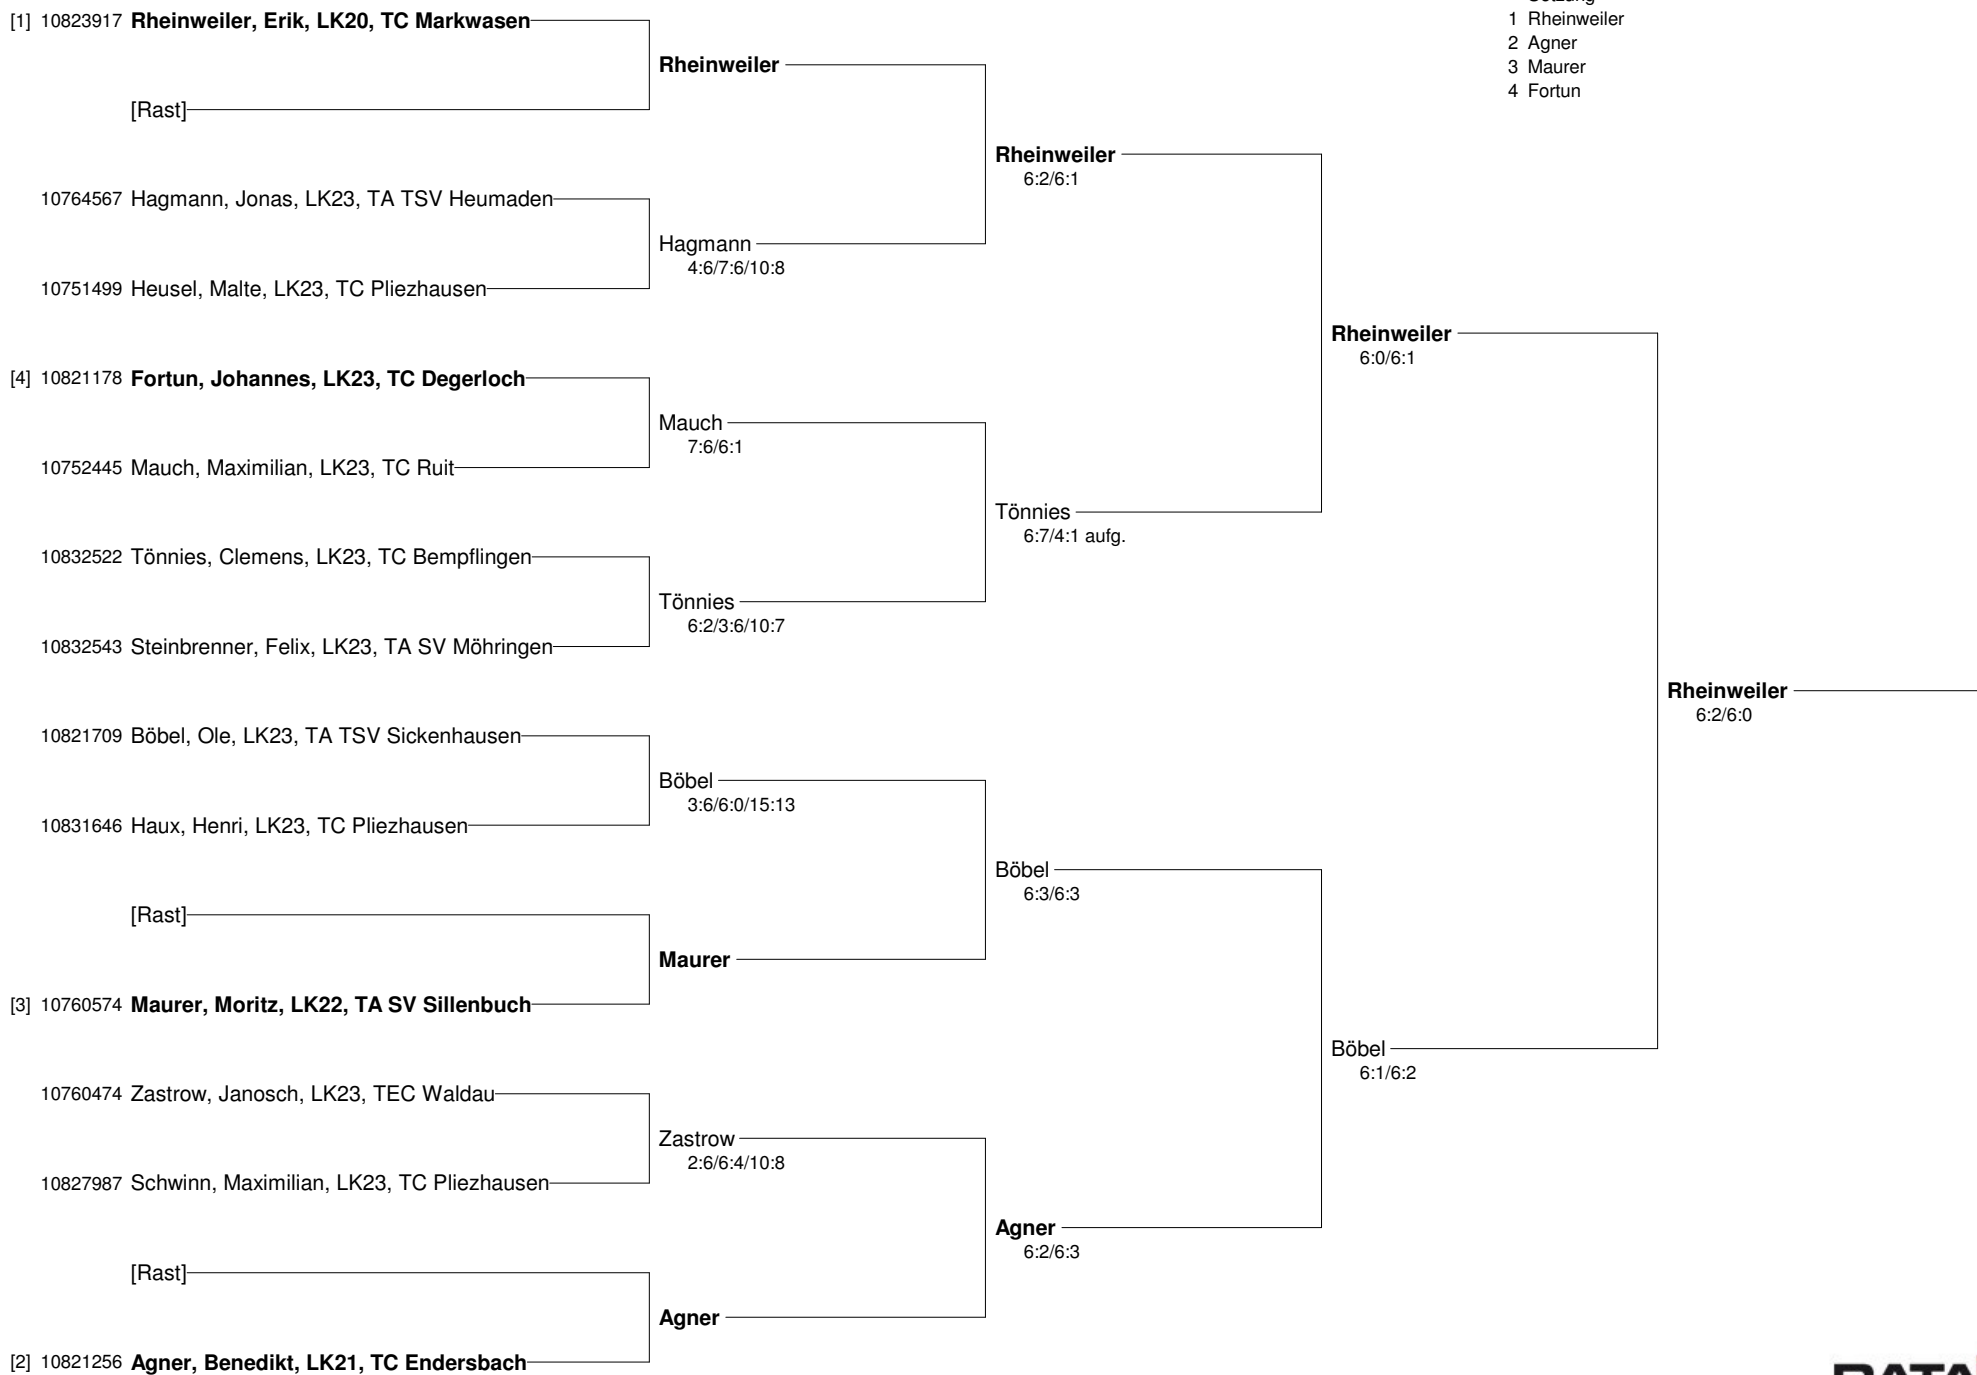 Setzung
1 Rheinweiler
2 Agner
3 Maurer
4 Fortun
[1] 10823917 Rheinweiler, Erik, LK20, TC Markwasen
Rheinweiler
[Rast]
Rheinweiler
6:2/6:1
10764567 Hagmann, Jonas, LK23, TA TSV Heumaden
Hagmann
4:6/7:6/10:8
10751499 Heusel, Malte, LK23, TC Pliezhausen
Rheinweiler
6:0/6:1
[4] 10821178 Fortun, Johannes, LK23, TC Degerloch
Mauch
7:6/6:1
10752445 Mauch, Maximilian, LK23, TC Ruit
Tönnies
6:7/4:1 aufg.
10832522 Tönnies, Clemens, LK23, TC Bempflingen
Tönnies
6:2/3:6/10:7
10832543 Steinbrenner, Felix, LK23, TA SV Möhringen
Rheinweiler
6:2/6:0
10821709 Böbel, Ole, LK23, TA TSV Sickenhausen
Böbel
3:6/6:0/15:13
10831646 Haux, Henri, LK23, TC Pliezhausen
Böbel
6:3/6:3
[Rast]
Maurer
[3] 10760574 Maurer, Moritz, LK22, TA SV Sillenbuch
Böbel
6:1/6:2
10760474 Zastrow, Janosch, LK23, TEC Waldau
Zastrow
2:6/6:4/10:8
10827987 Schwinn, Maximilian, LK23, TC Pliezhausen
Agner
6:2/6:3
[Rast]
Agner
[2] 10821256 Agner, Benedikt, LK21, TC Endersbach